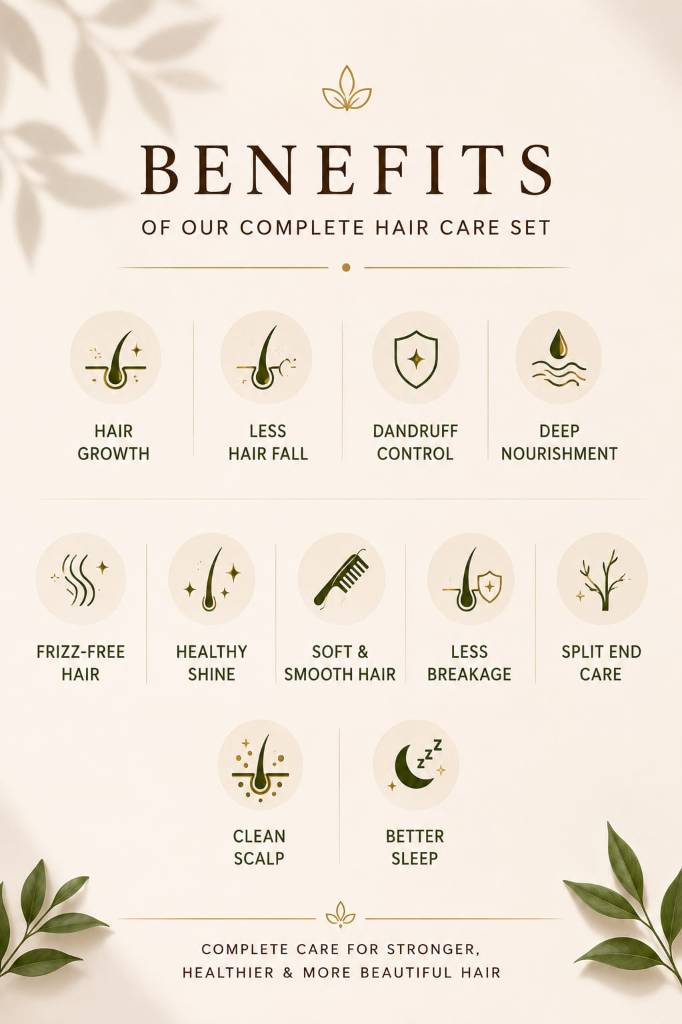 BENEFITS
OF OUR COMPLETE HAIR CARE SET
HAIR
GROWTH
LESS
HAIR FALL
DANDRUFF
CONTROL
DEEP
NOURISHMENT
FRIZZ-FREE
HAIR
HEALTHY
SHINE
SOFT &
SMOOTH HAIR
LESS
BREAKAGE
SPLIT END
CARE
CLEAN
SCALP
zzz
BETTER
SLEEP
COMPLETE CARE FOR STRONGER,
HEALTHIER & MORE BEAUTIFUL HAIR